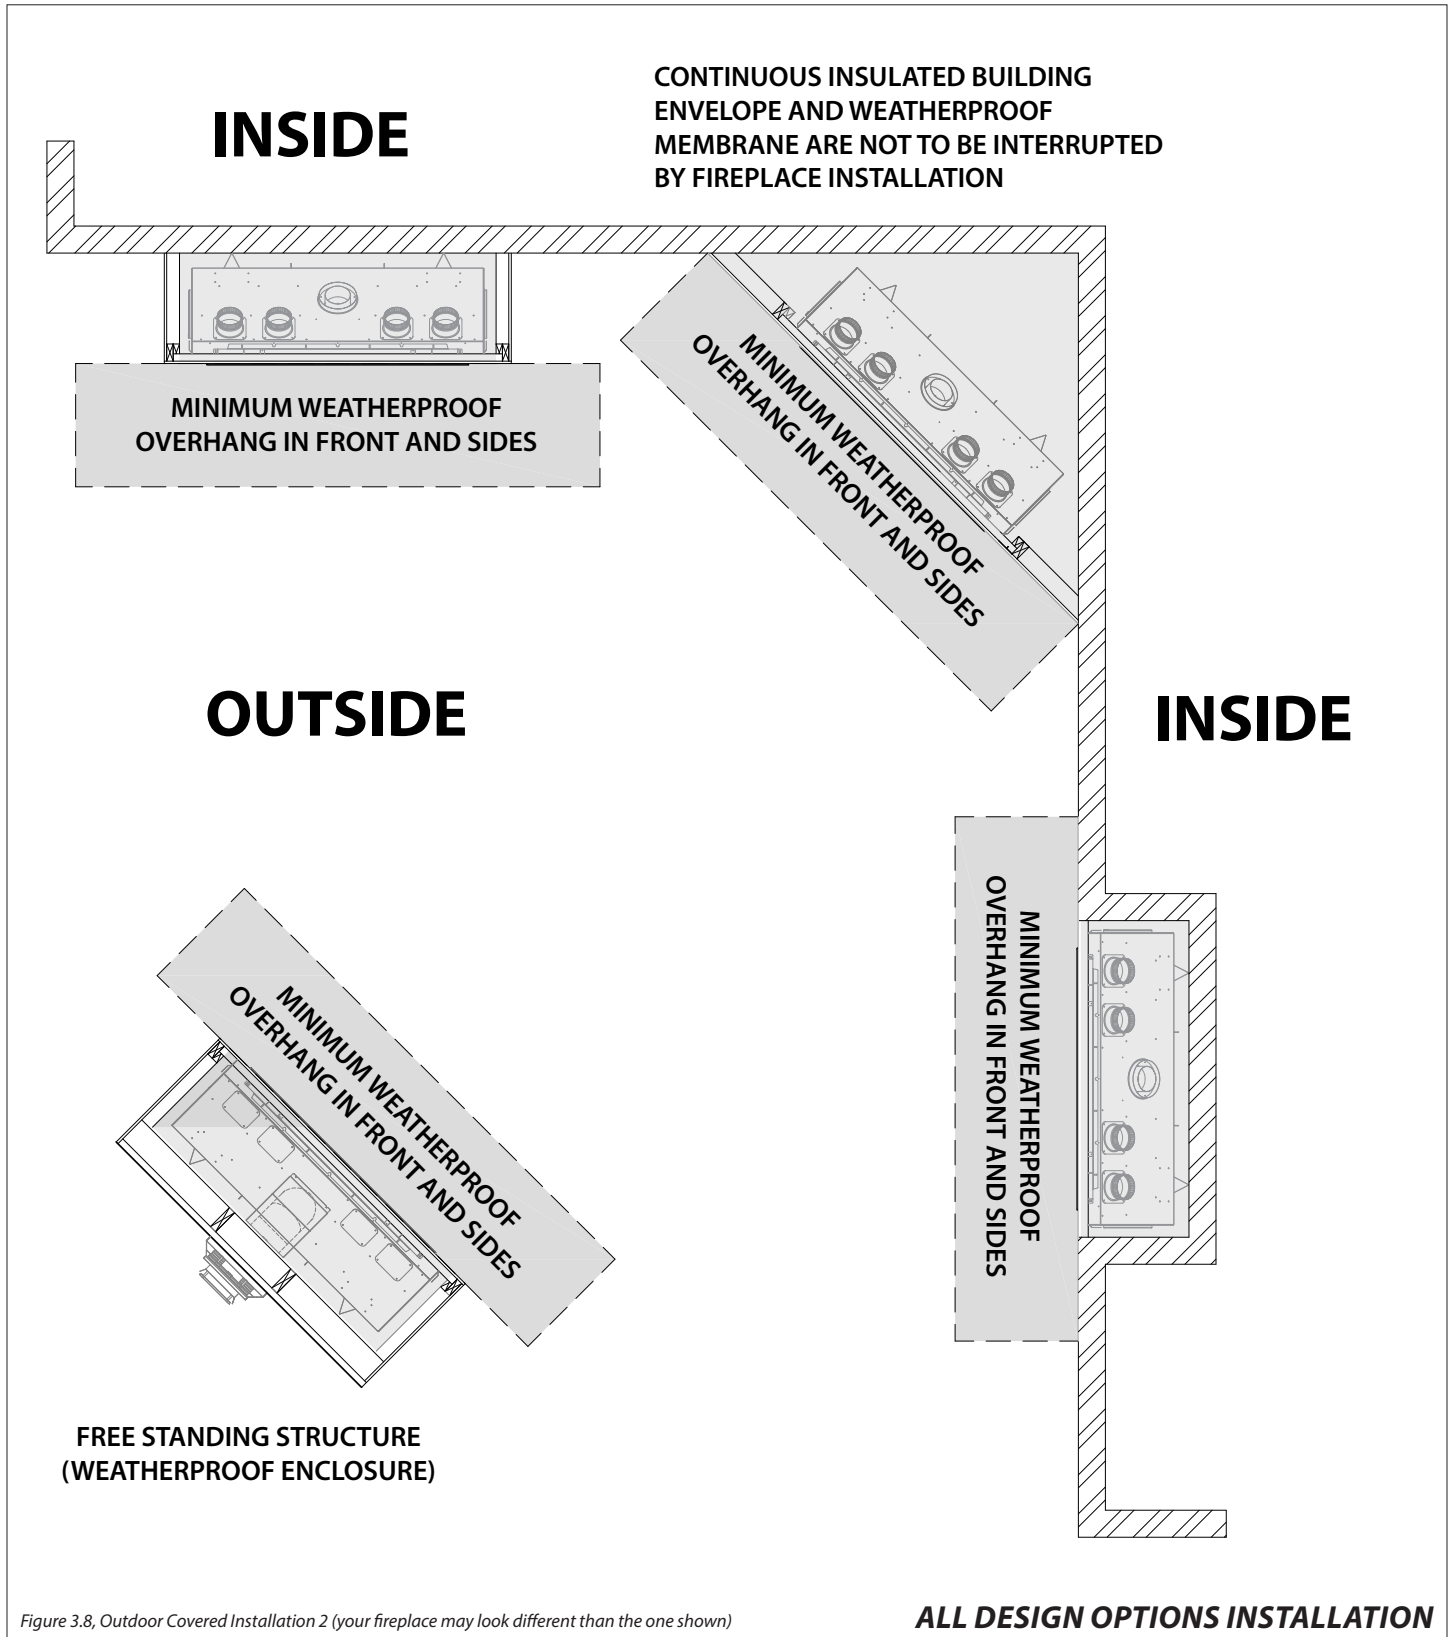 INSIDE
CONTINUOUS INSULATED BUILDING
ENVELOPE AND WEATHERPROOF
MEMBRANE ARE NOT TO BE INTERRUPTED
BY FIREPLACE INSTALLATION
MINIMUM WEATHERPROOF
OVERHANG IN FRONT AND SIDES
MINIMUM WEATHERPROOF
OVERHANG IN FRONT AND SIDES
OUTSIDE
INSIDE
MINIMUM WEATHERPROOF
OVERHANG IN FRONT AND SIDES
MINIMUM WEATHERPROOF
OVERHANG IN FRONT AND SIDES
FREE STANDING STRUCTURE
(WEATHERPROOF ENCLOSURE)
Figure 3.8, Outdoor Covered Installation 2 (your fireplace may look different than the one shown)
ALL DESIGN OPTIONS INSTALLATION